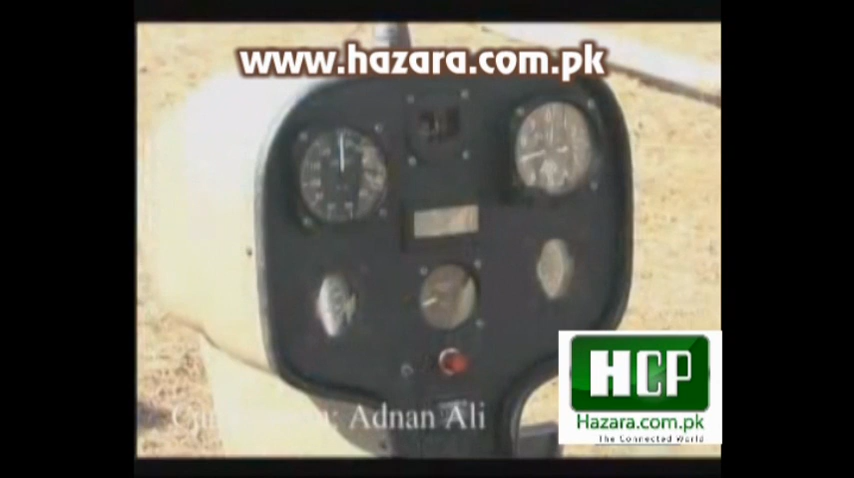 www.hazara.com.pk
Adnan Ali
HCP
Hazara.com.pk
The Connected World